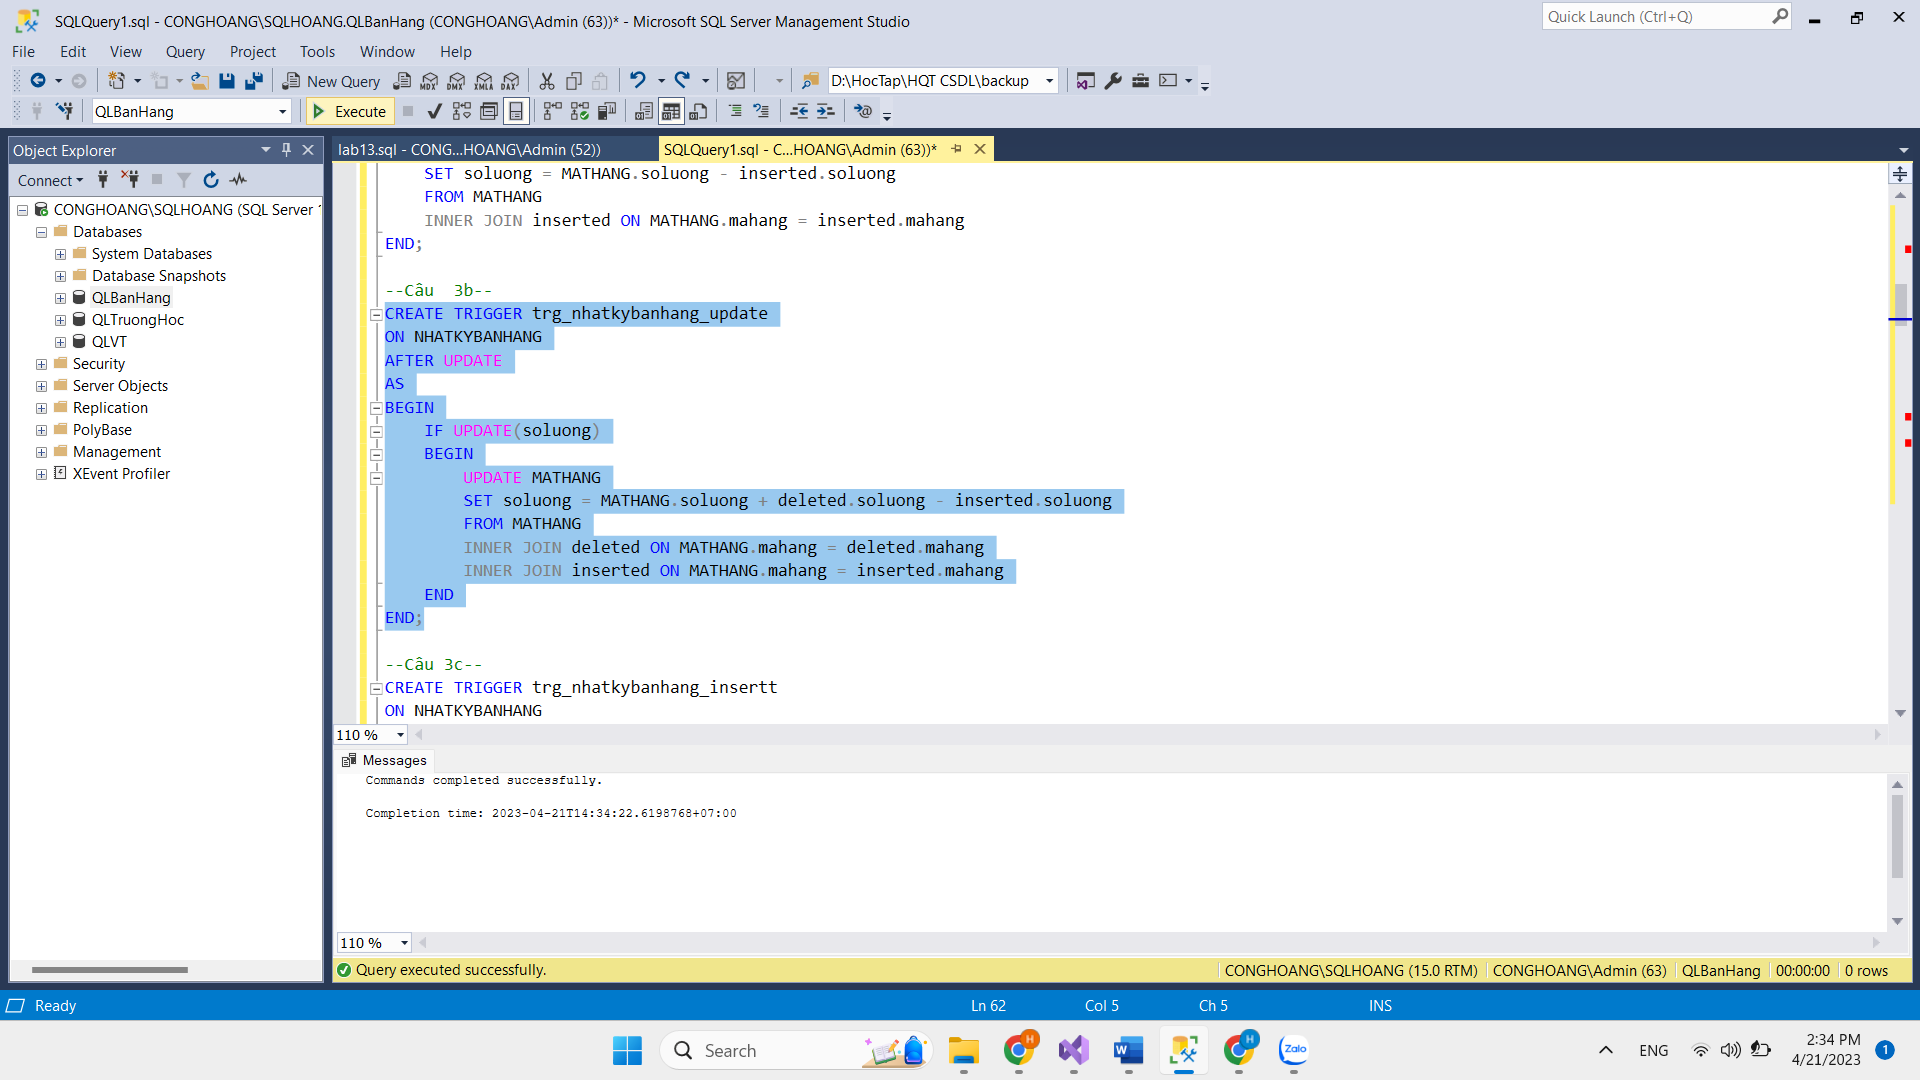 SQLQuery1.sql - CONGHOANG\SQLHOANG.QLBanHang (CONGHOANG\Admin (63))* - Microsoft SQL Server Management Studio
Quick Launch (Ctrl+Q)
File Edit View Query Project Tools Window Help
New Query
MDX DMX XMLA DAX
D:\HocTap\HQT CSDL\backup
QLBanHang
Execute
Object Explorer
Connect
CONGHOANG\SQLHOANG (SQL Server 1
Databases
System Databases
Database Snapshots
QLBanHang
QLTruongHoc
QLVT
Security
Server Objects
Replication
PolyBase
Management
XEvent Profiler
lab13.sql - CONG...HOANG\Admin (52))
SQLQuery1.sql - C...HOANG\Admin (63))*
SET soluong = MATHANG.soluong - inserted.soluong
FROM MATHANG
INNER JOIN inserted ON MATHANG.mahang = inserted.mahang
END;
--Câu  3b--
CREATE TRIGGER trg_nhatkybanhang_update
ON NHATKYBANHANG
AFTER UPDATE
AS
BEGIN
IF UPDATE(soluong)
BEGIN
UPDATE MATHANG
SET soluong = MATHANG.soluong + deleted.soluong - inserted.soluong
FROM MATHANG
INNER JOIN deleted ON MATHANG.mahang = deleted.mahang
INNER JOIN inserted ON MATHANG.mahang = inserted.mahang
END
END;
--Câu 3c--
CREATE TRIGGER trg_nhatkybanhang_insertt
ON NHATKYBANHANG
110 %
Messages
Commands completed successfully.
Completion time: 2023-04-21T14:34:22.6198768+07:00
110 %
Query executed successfully.
CONGHOANG\SQLHOANG (15.0 RTM) CONGHOANG\Admin (63) QLBanHang 00:00:00 0 rows
Ready
Ln 62
Col 5
Ch 5
INS
Search
H
H
Zalo
ENG
2:34 PM
4/21/2023
1